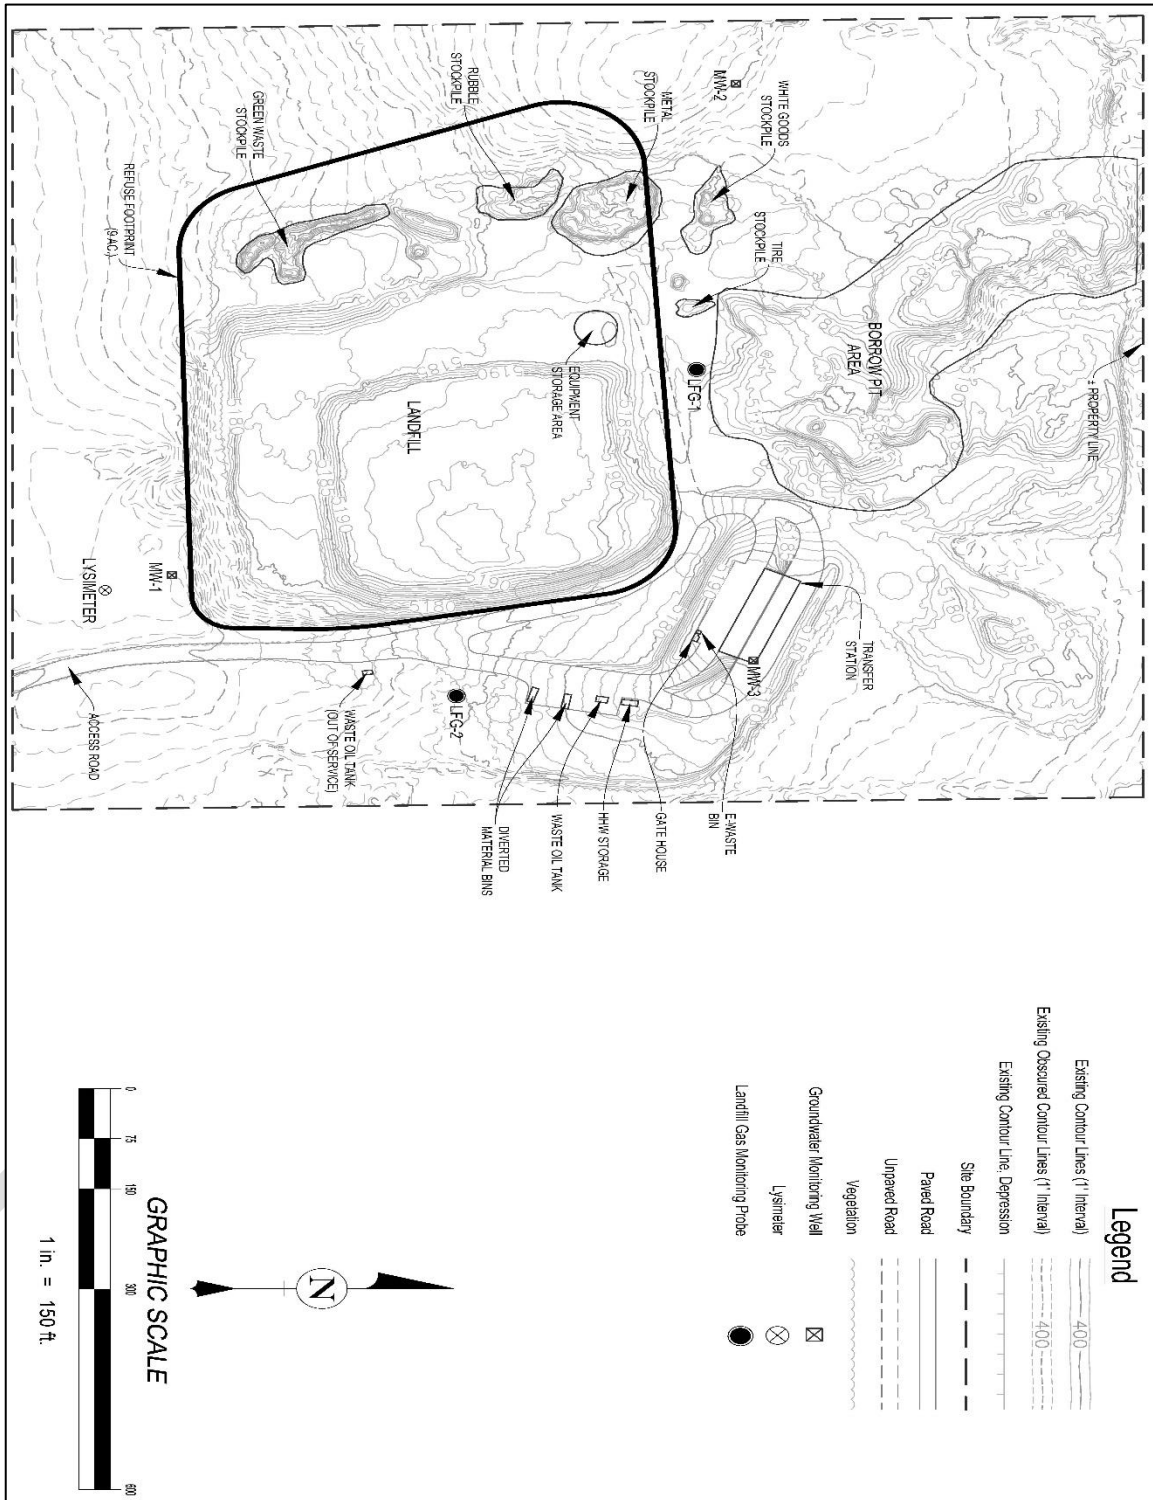 WHITE GOODS
STOCKPILE
MW-2
METAL
STOCKPILE
RUBBLE
STOCKPILE
GREEN WASTE
STOCKPILE
REFUSE FOOTPRINT
(9 AC.)
TIRE
STOCKPILE
BORROW PIT
AREA
± PROPERTY LINE
LFG-1
EQUIPMENT
STORAGE AREA
LANDFILL
MW-1
LYSIMETER
TRANSFER
STATION
MW-3
LFG-2
WASTE OIL TANK
(OUT OF SERVICE)
ACCESS ROAD
E-WASTE
BIN
GATE HOUSE
HHW STORAGE
WASTE OIL TANK
DIVERTED
MATERIAL BINS
Legend
Existing Contour Lines (1' Interval)
400
Existing Obscured Contour Lines (1' Interval)
400
Existing Contour Line, Depression
Site Boundary
Paved Road
Unpaved Road
Vegetation
Groundwater Monitoring Well
Lysimeter
Landfill Gas Monitoring Probe
N
GRAPHIC SCALE
0
75
150
300
600
1 in. = 150 ft.